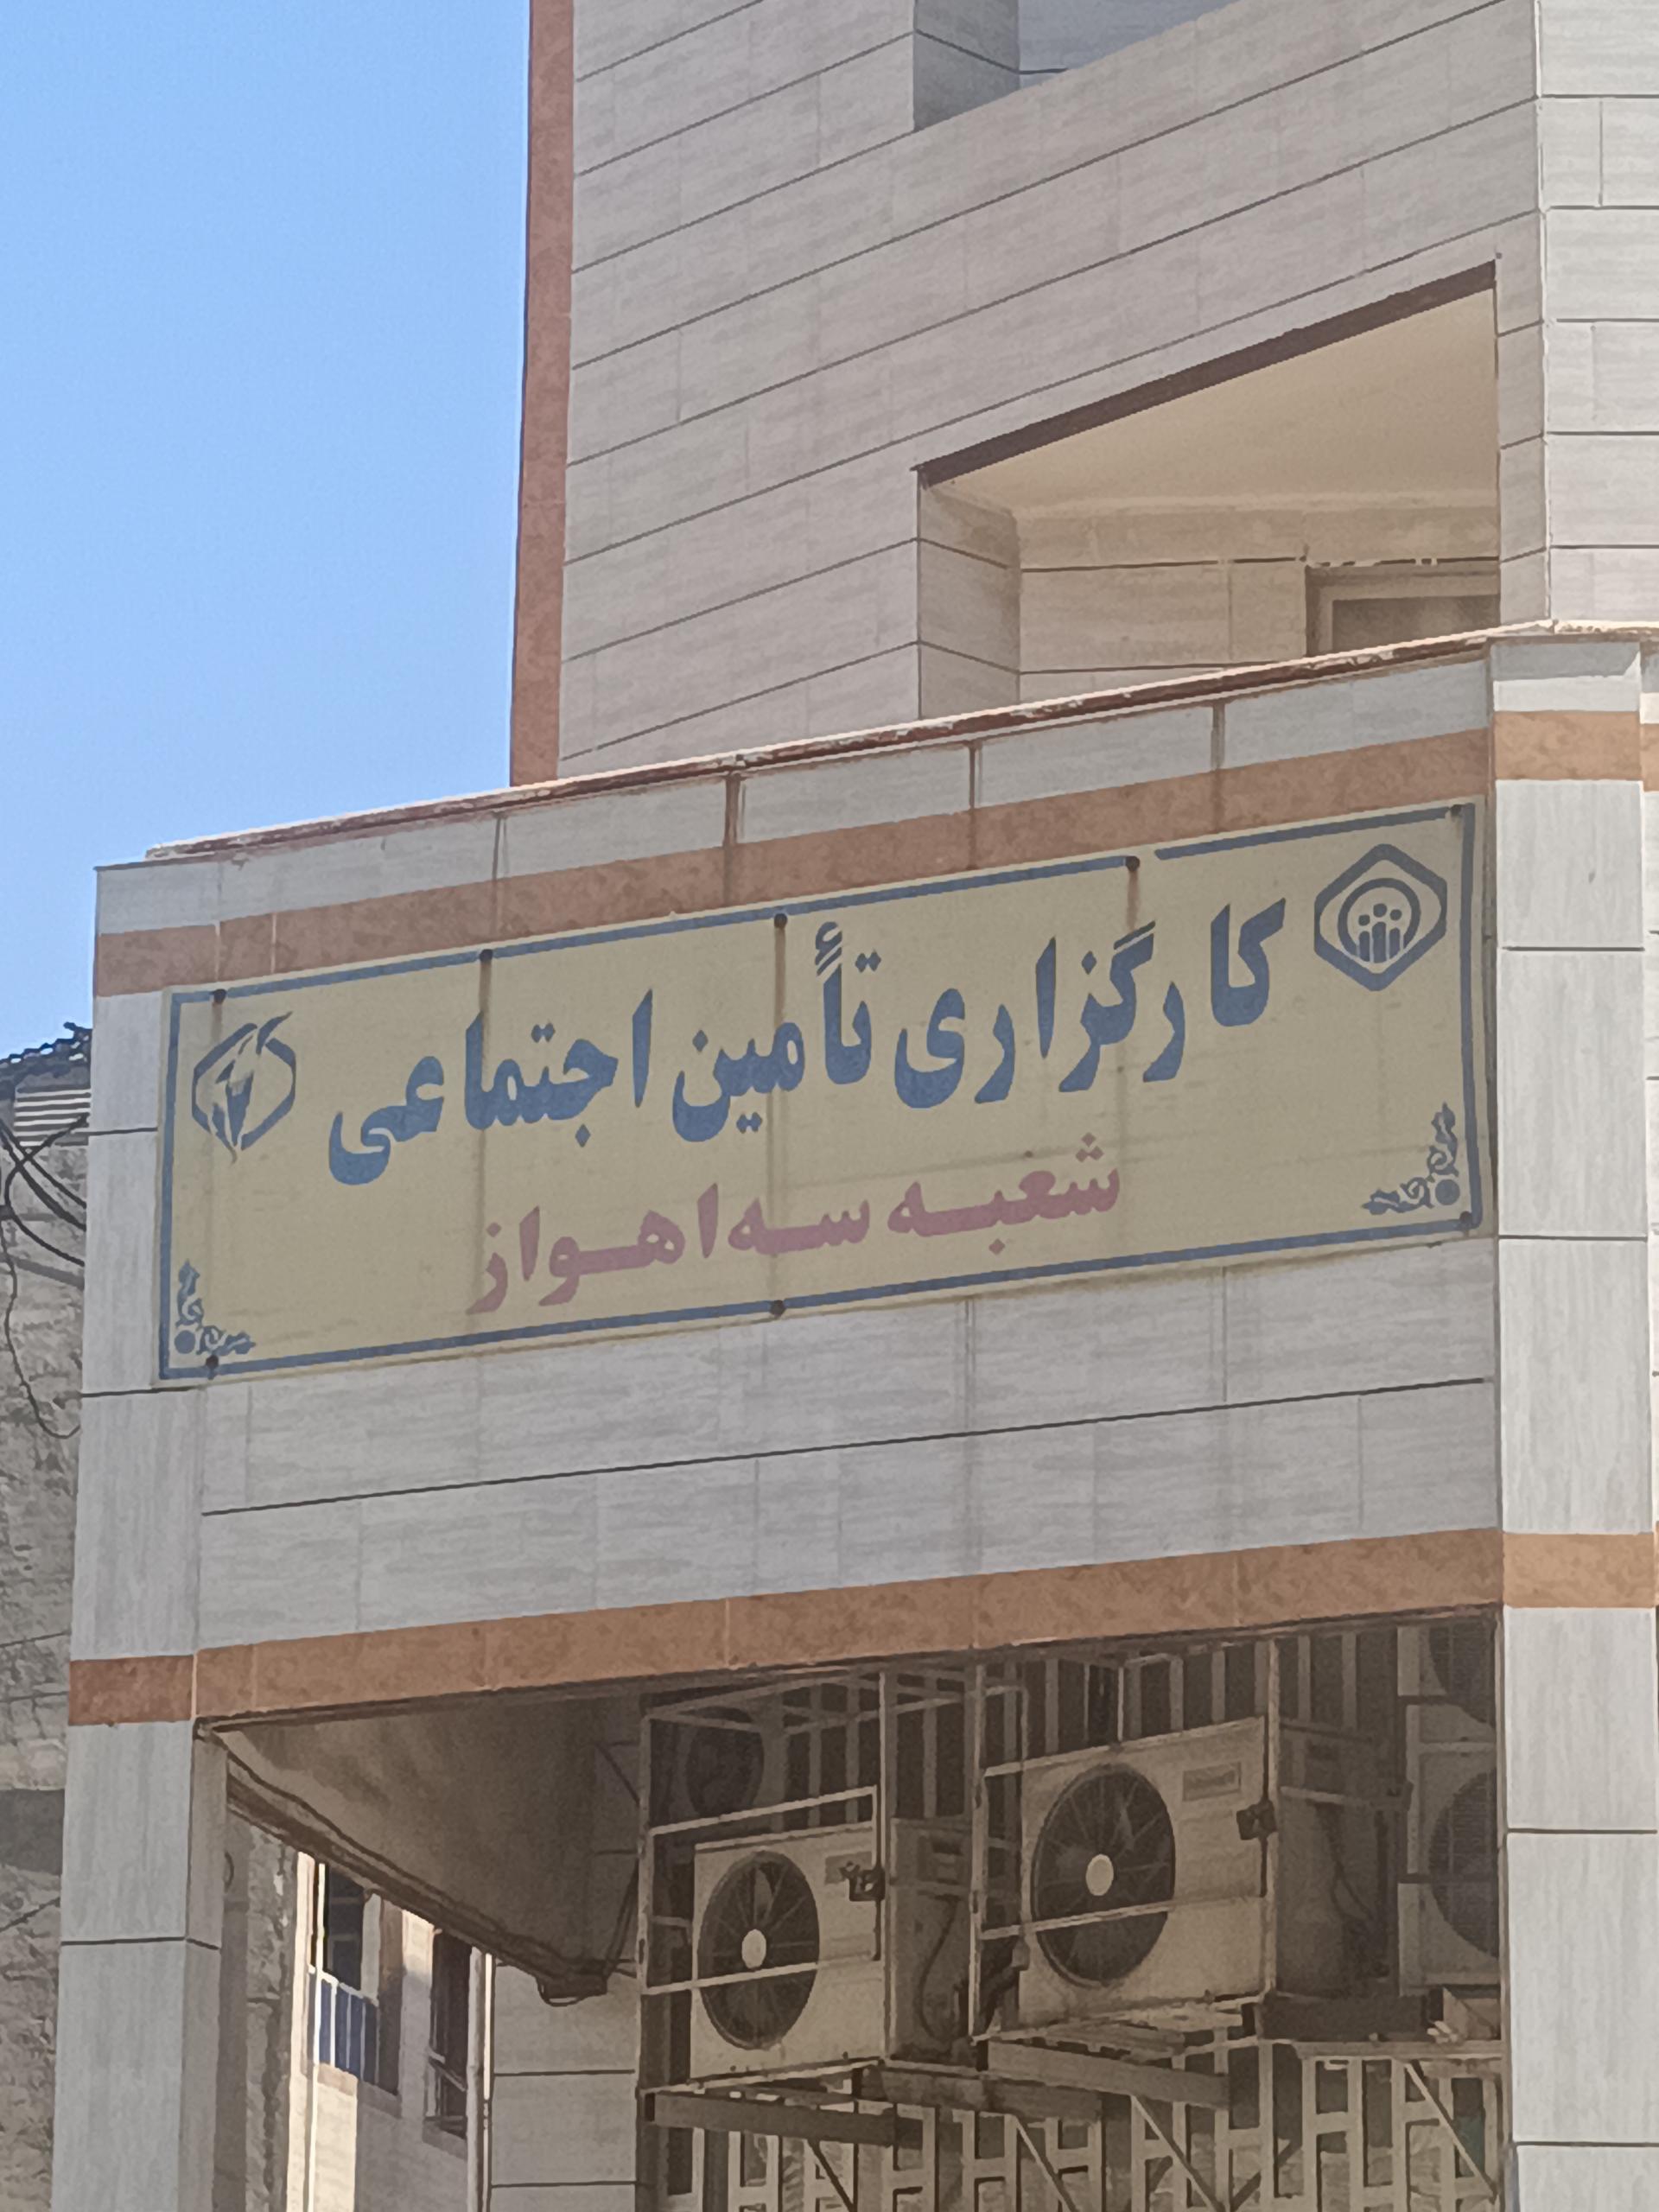 کارگزاری تأمین اجتماعی
شعبه سه اهواز